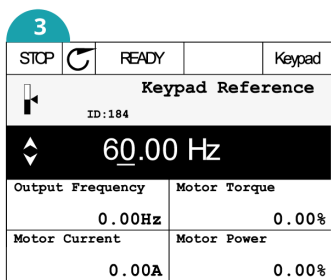 3
STOP READY Keypad
Keypad Reference
ID:184
60.00 Hz
Output Frequency Motor Torque
0.00Hz 0.00%
Motor Current Motor Power
0.00A 0.00%